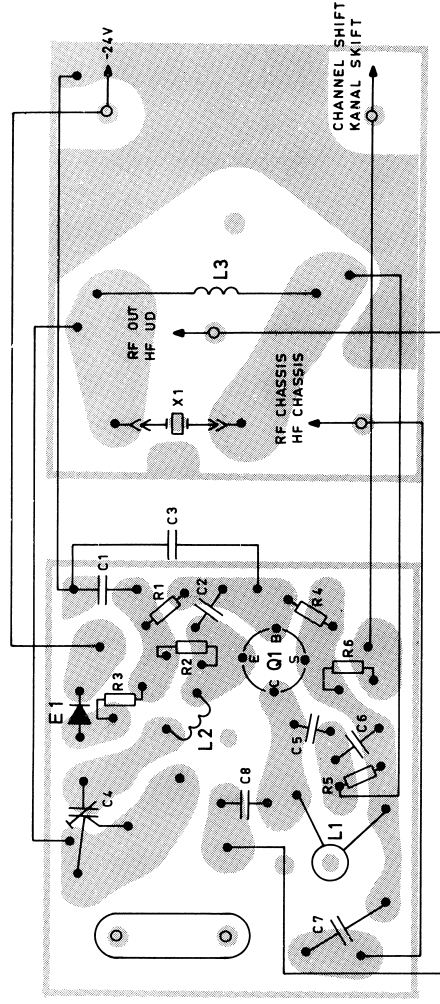 -24V
CHANNEL SHIFT
KANAL SKIFT
L3
RF OUT
HF UD
X1
RF CHASSIS
HF CHASSIS
C3
C1
R1
C2
R4
R2
E
B
Q1
C
S
R6
R3
E1
L2
C5
C6
C4
C8
R5
L1
C7